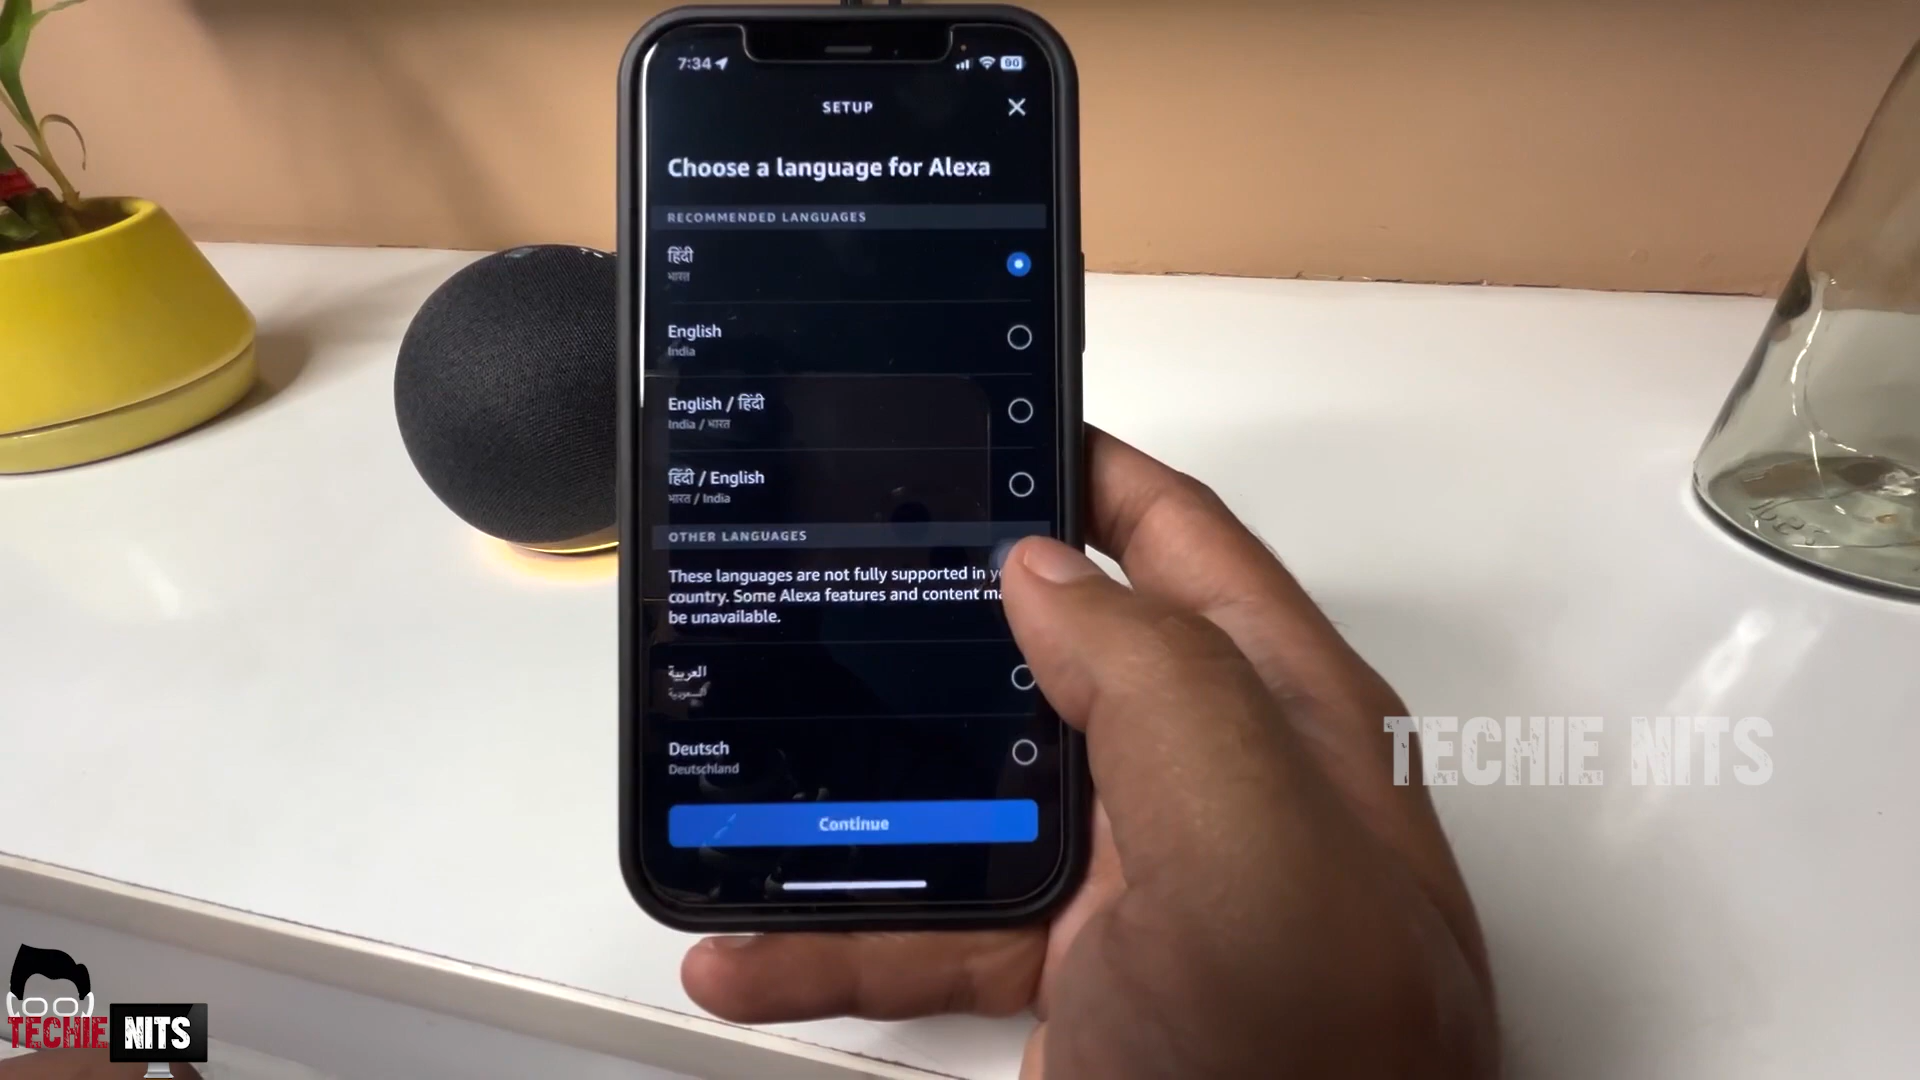 7:34
90
SETUP
Choose a language for Alexa
RECOMMENDED LANGUAGES
हिंदी
भारत
English
India
English / हिंदी
India / भारत
हिंदी / English
भारत / India
OTHER LANGUAGES
These languages are not fully supported in
country. Some Alexa features and content
be unavailable.
العربية
السعودية
Deutsch
Deutschland
Continue
TECHIE NITS
TECHIE NITS